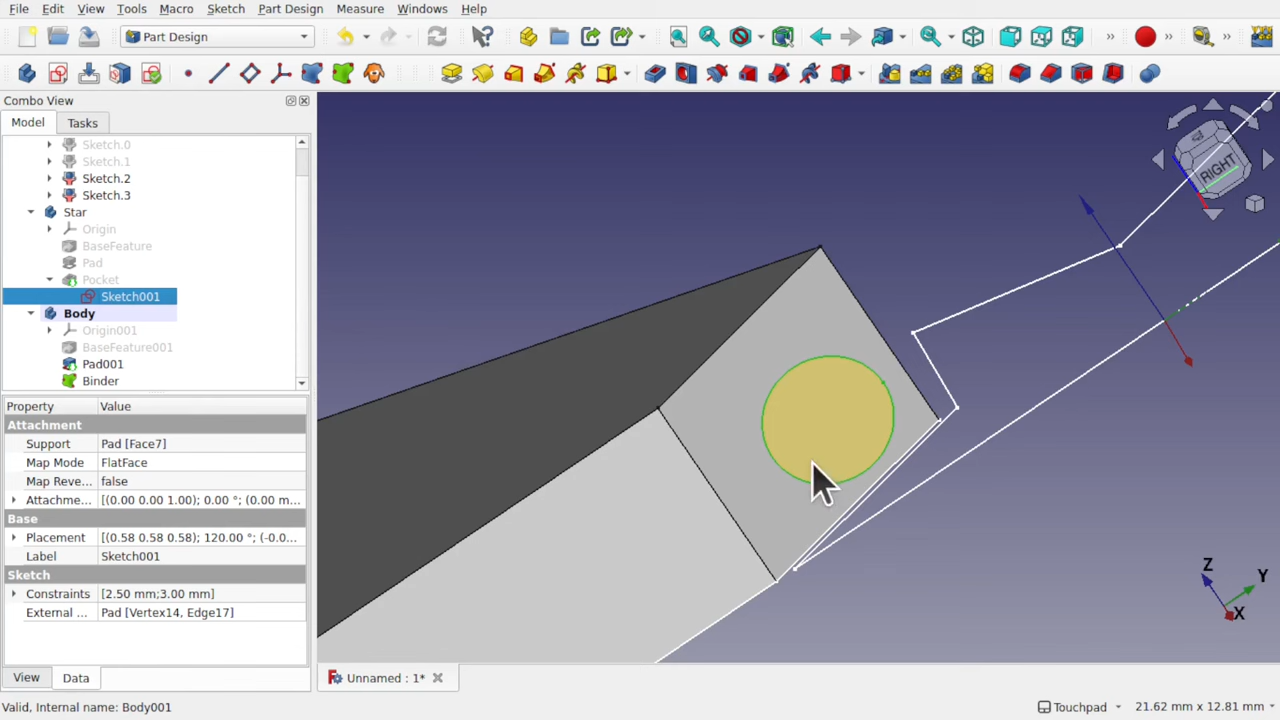 File Edit View Tools Macro Sketch Part Design Measure Windows Help
Part Design
Combo View
Model Tasks
Sketch.0
Sketch.1
Sketch.2
Sketch.3
Star
Origin
BaseFeature
Pad
Pocket
Sketch001
Body
Origin001
BaseFeature001
Pad001
Binder
Property Value
Attachment
Support Pad [Face7]
Map Mode FlatFace
Map Reve... false
Attachme... [(0.00 0.00 1.00); 0.00 °; (0.00 m...
Base
Placement [(0.58 0.58 0.58); 120.00 °; (-0.0...
Label Sketch001
Sketch
Constraints [2.50 mm;3.00 mm]
External ... Pad [Vertex14, Edge17]
View Data
RIGHT
Z
Y
X
Unnamed : 1*
Valid, Internal name: Body001
Touchpad 21.62 mm x 12.81 mm